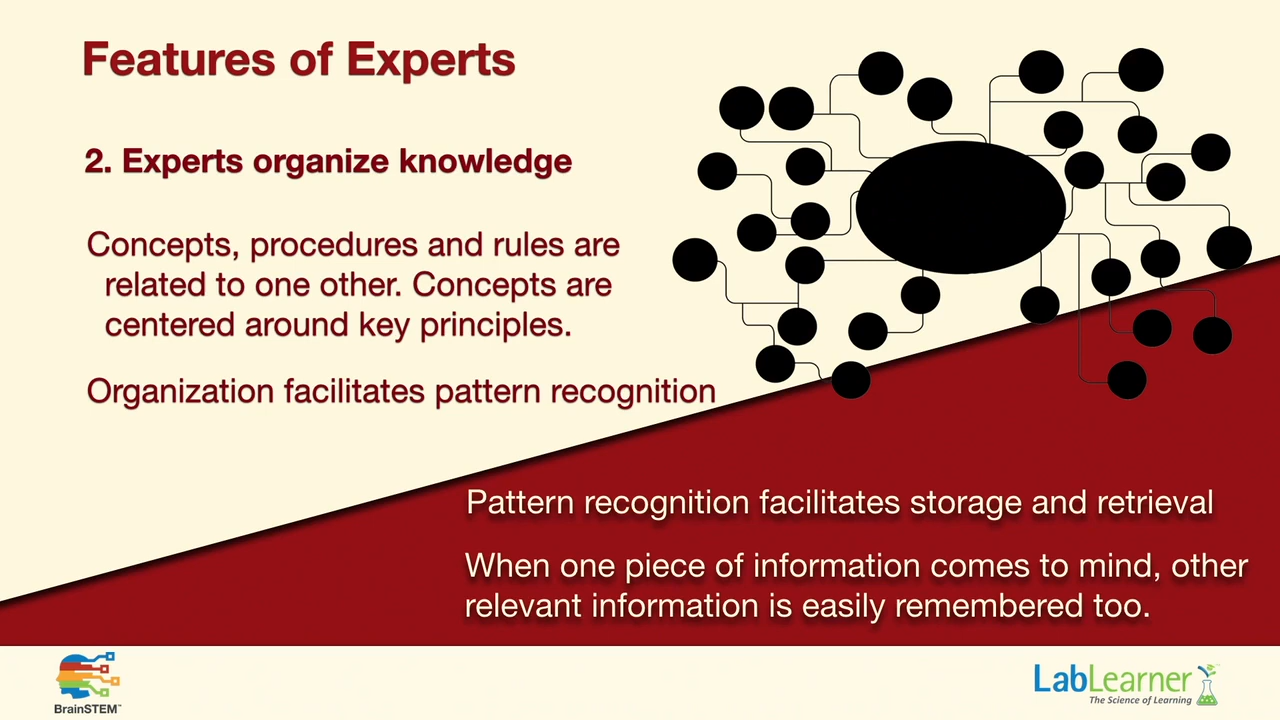 Features of Experts
2. Experts organize knowledge
Concepts, procedures and rules are
related to one other. Concepts are
centered around key principles.
Organization facilitates pattern recognition
Pattern recognition facilitates storage and retrieval
When one piece of information comes to mind, other
relevant information is easily remembered too.
BrainSTEM™
LabLearner
The Science of Learning